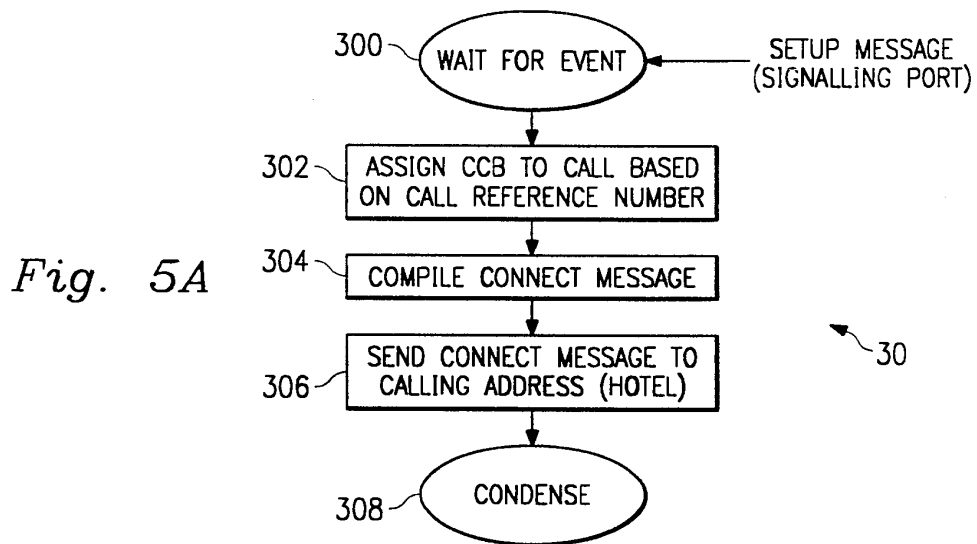 300
WAIT FOR EVENT
SETUP MESSAGE
(SIGNALLING PORT)
302
ASSIGN CCB TO CALL BASED
ON CALL REFERENCE NUMBER
Fig. 5A
304
COMPILE CONNECT MESSAGE
30
306
SEND CONNECT MESSAGE TO
CALLING ADDRESS (HOTEL)
308
CONDENSE